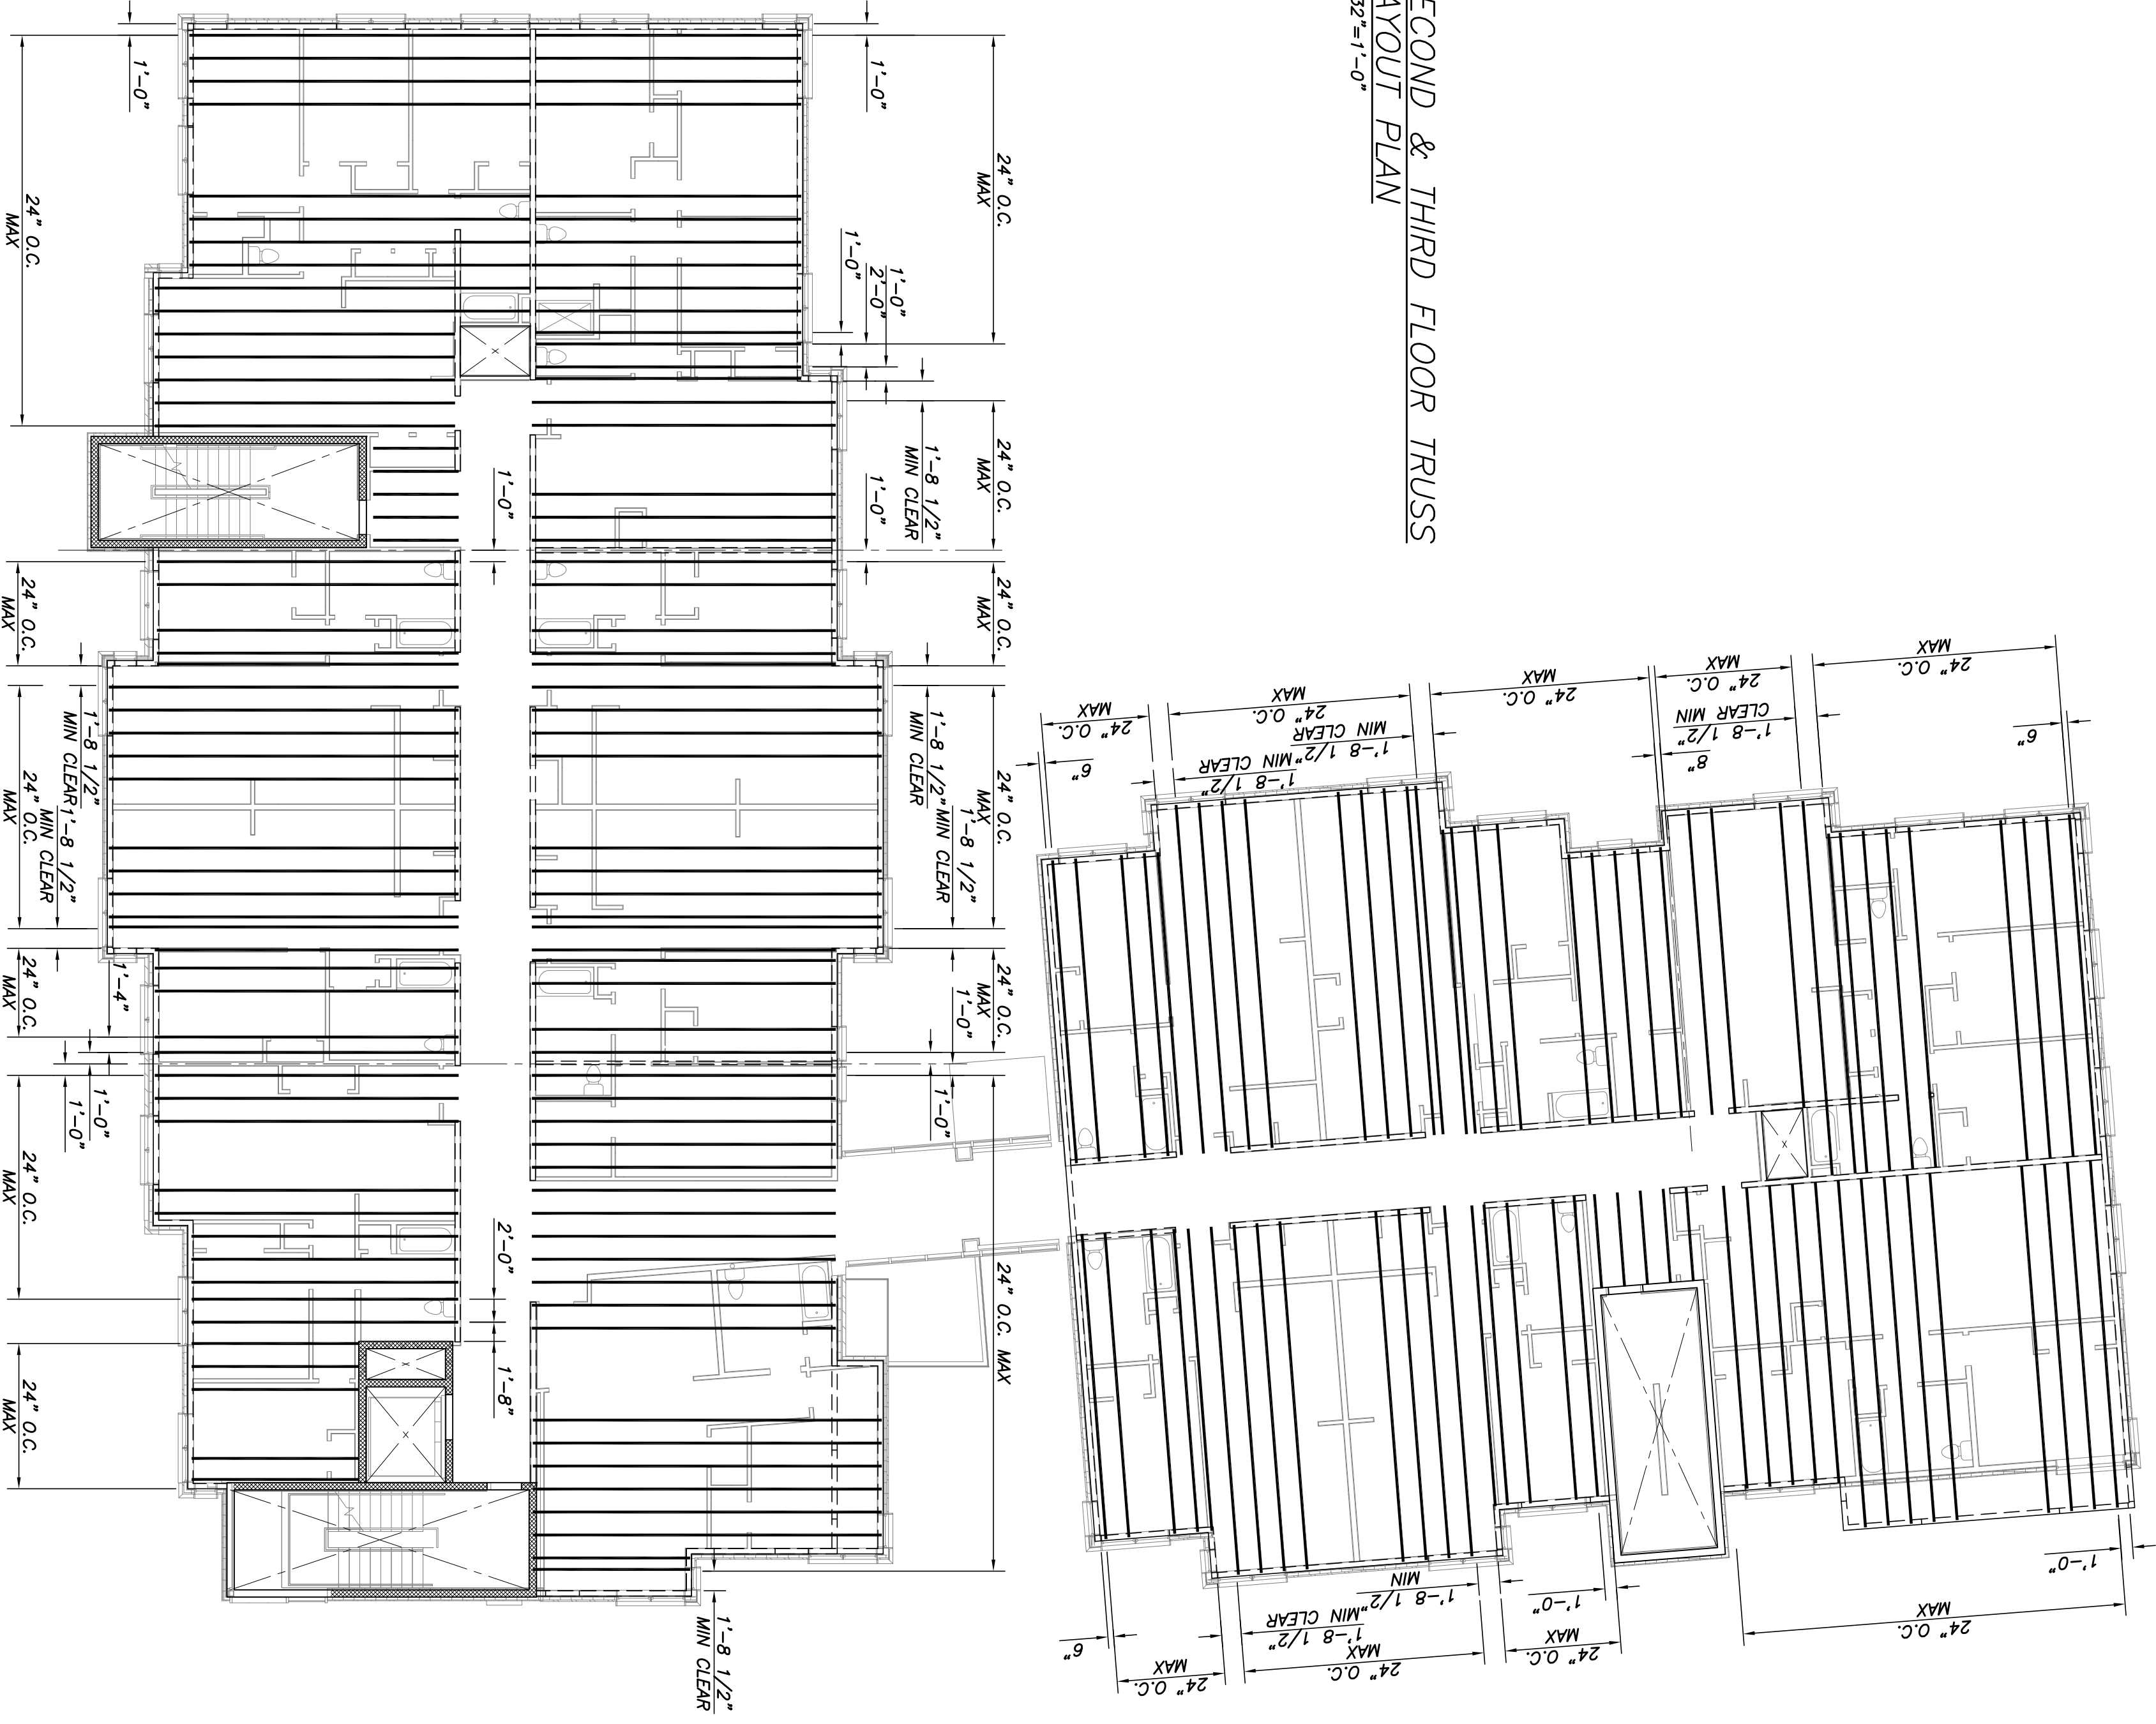 ECOND & THIRD FLOOR TRUSS
AYOUT PLAN
32"=1'-0"
1'-0"
24" O.C.
MAX
1'-0"
24" O.C.
MAX
1'-0"
1'-0"
2'-0"
24" O.C.
MAX
1'-8 1/2"
MIN CLEAR
1'-0"
1'-0"
24" O.C.
MAX
24" O.C.
MAX
1'-8 1/2"
MIN CLEAR
24" O.C.
MAX
1'-8 1/2"
MIN CLEAR
24" O.C.
MAX
1'-8 1/2"
MIN CLEAR
24" O.C.
MAX
1'-8 1/2"
MIN CLEAR
24" O.C.
MAX
1'-0"
24" O.C.
MAX
1'-4"
1'-0"
1'-0"
1'-0"
24" O.C.
MAX
2'-0"
1'-8"
24" O.C. MAX
24" O.C.
MAX
1'-8 1/2"
MIN CLEAR
24" O.C.
MAX
6"
24" O.C.
MAX
1'-8 1/2"
CLEAR MIN
8"
24" O.C.
MAX
24" O.C.
MAX
1'-8 1/2"
MIN CLEAR
1'-8 1/2"
MIN CLEAR
24" O.C.
MAX
6"
1'-0"
24" O.C.
MAX
1'-0"
24" O.C.
MAX
1'-8 1/2"
MIN
1'-8 1/2"
MIN CLEAR
24" O.C.
MAX
24" O.C.
MAX
6"